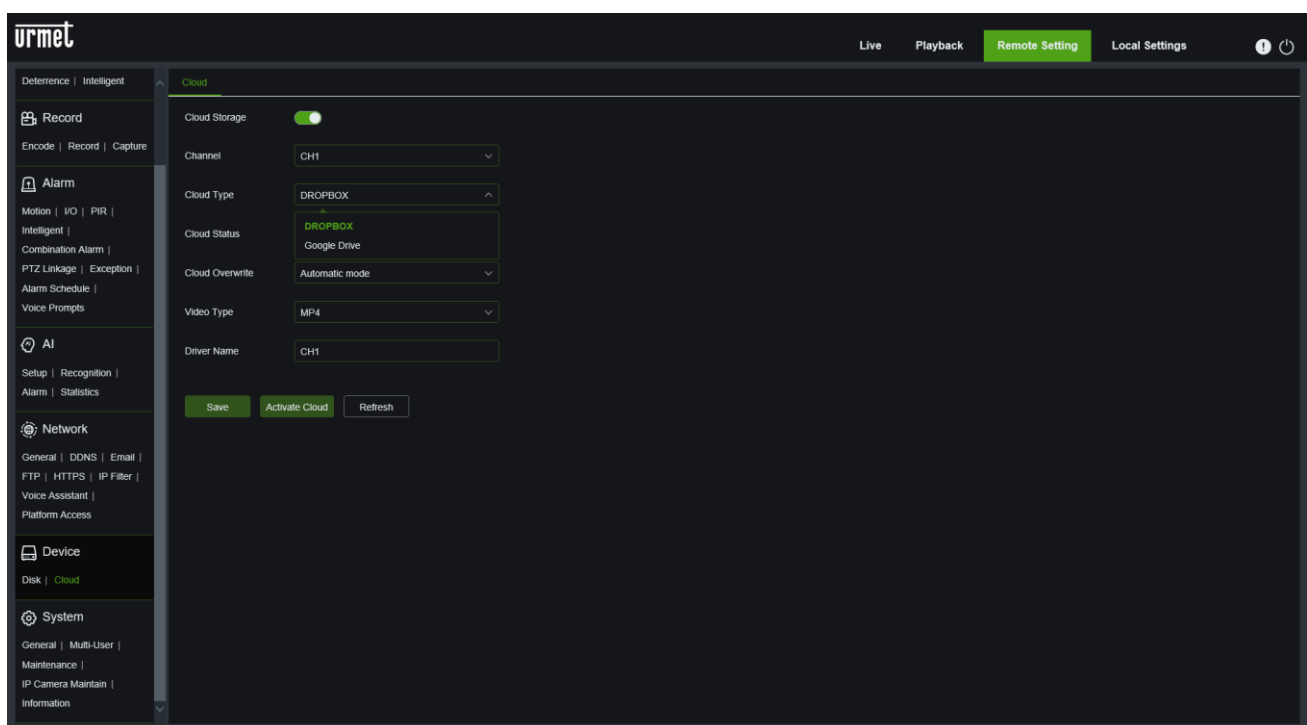 urmet
Live Playback Remote Setting Local Settings
Deterrence | Intelligent
Record
Encode | Record | Capture
Alarm
Motion | I/O | PIR |
Intelligent |
Combination Alarm |
PTZ Linkage | Exception |
Alarm Schedule |
Voice Prompts
AI
Setup | Recognition |
Alarm | Statistics
Network
General | DDNS | Email |
FTP | HTTPS | IP Filter |
Voice Assistant |
Platform Access
Device
Disk | Cloud
System
General | Multi-User |
Maintenance |
IP Camera Maintain |
Information
Cloud
Cloud Storage
Channel CH1
Cloud Type DROPBOX
DROPBOX
Cloud Status
Google Drive
Cloud Overwrite Automatic mode
Video Type MP4
Driver Name CH1
Save Activate Cloud Refresh